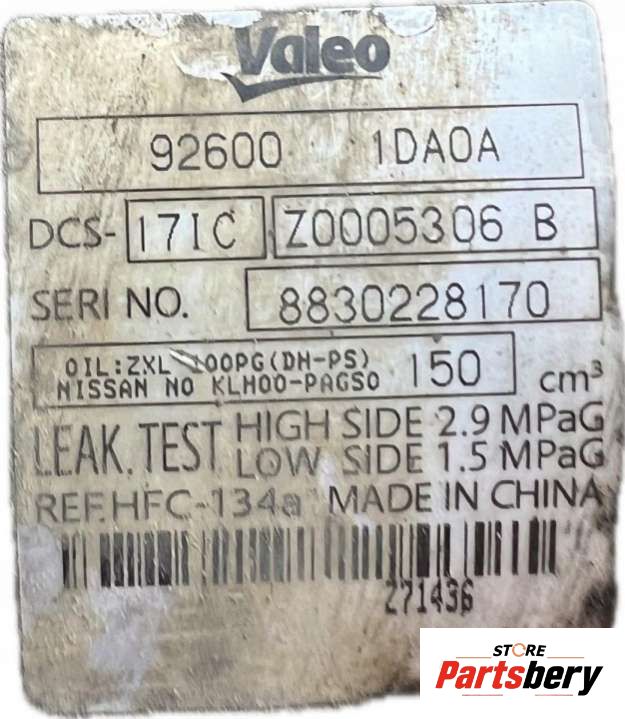 Valeo
92600 1DA0A
DCS- 171C Z0005306 B
SERI NO. 8830228170
OIL:ZXL 100PG(DH-PS) 150 cm³
NISSAN NO KLH00-PAGS0
LEAK.TEST HIGH SIDE 2.9 MPaG
LOW SIDE 1.5 MPaG
REF.HFC-134a MADE IN CHINA
Z71436
STORE
Partsbery